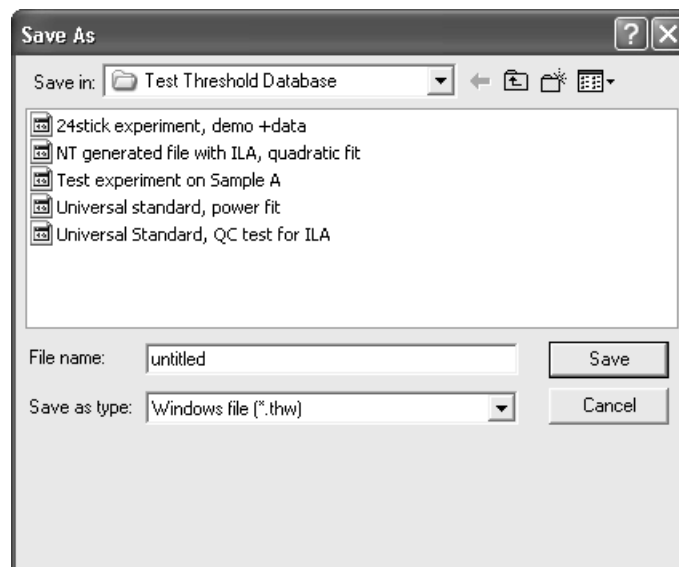 Save As
Save in: Test Threshold Database
24stick experiment, demo +data
NT generated file with ILA, quadratic fit
Test experiment on Sample A
Universal standard, power fit
Universal Standard, QC test for ILA
File name: untitled Save
Save as type: Windows file (*.thw) Cancel